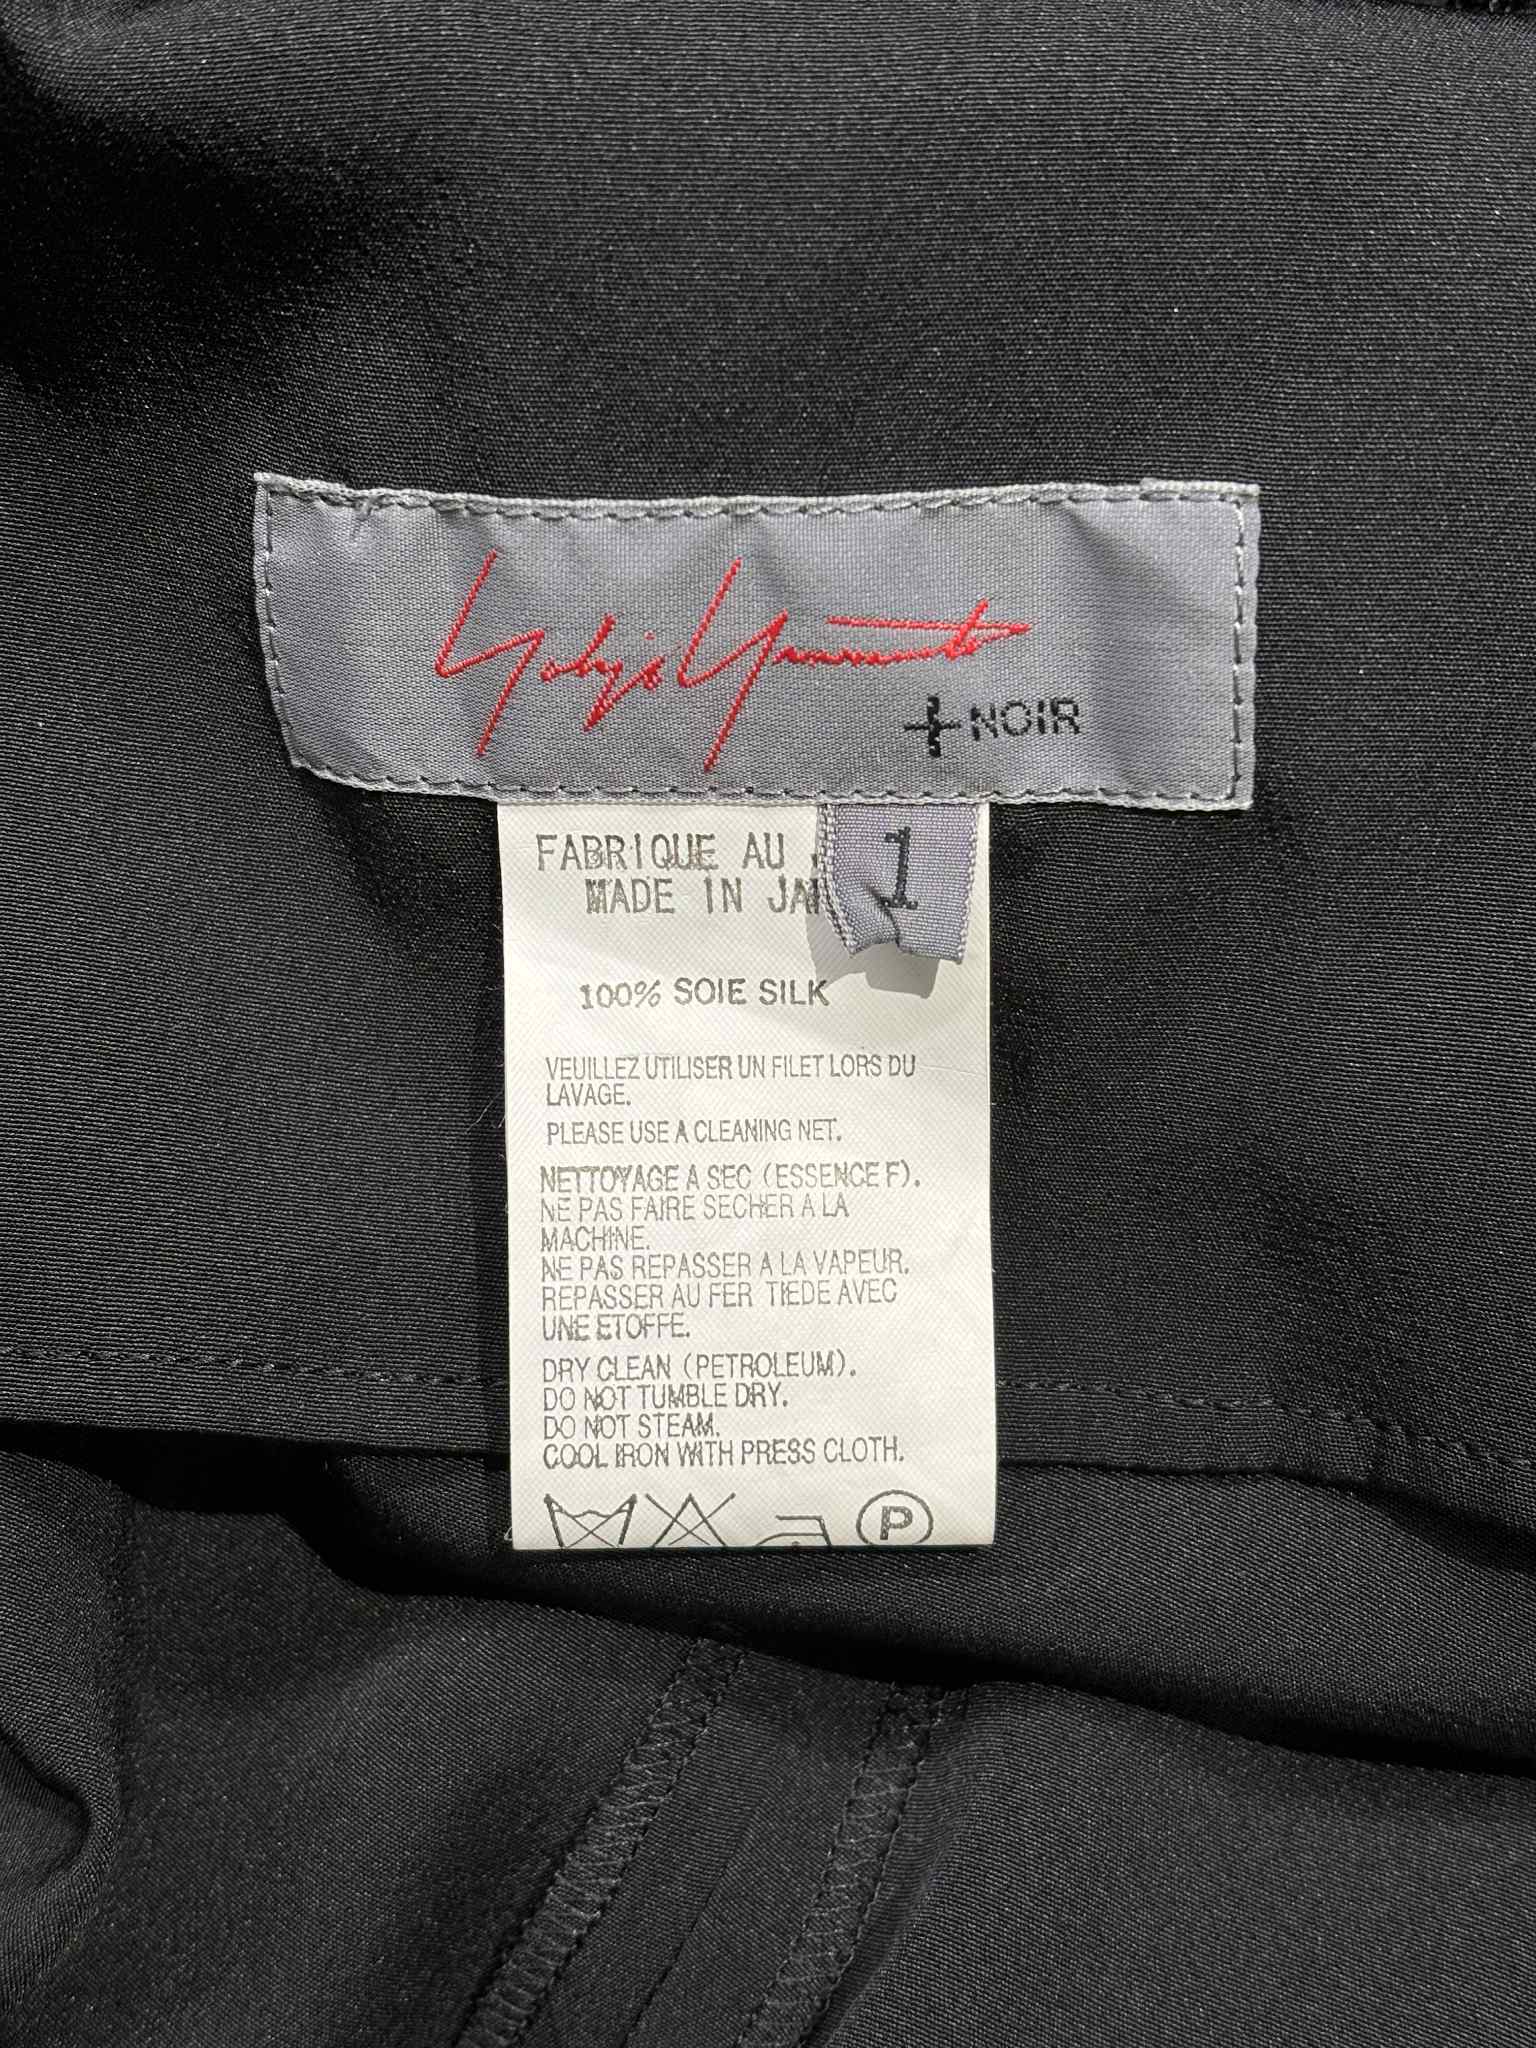 Yohji Yamamoto
+NOIR
1
FABRIQUE AU
MADE IN
100% SOIE SILK
VEUILLEZ UTILISER UN FILET LORS DU
LAVAGE.
PLEASE USE A CLEANING NET.
NETTOYAGE A SEC (ESSENCE F).
NE PAS FAIRE SECHER A LA
MACHINE.
NE PAS REPASSER A LA VAPEUR.
REPASSER AU FER TIEDE AVEC
UNE ETOFFE.
DRY CLEAN (PETROLEUM).
DO NOT TUMBLE DRY.
DO NOT STEAM.
COOL IRON WITH PRESS CLOTH.
P